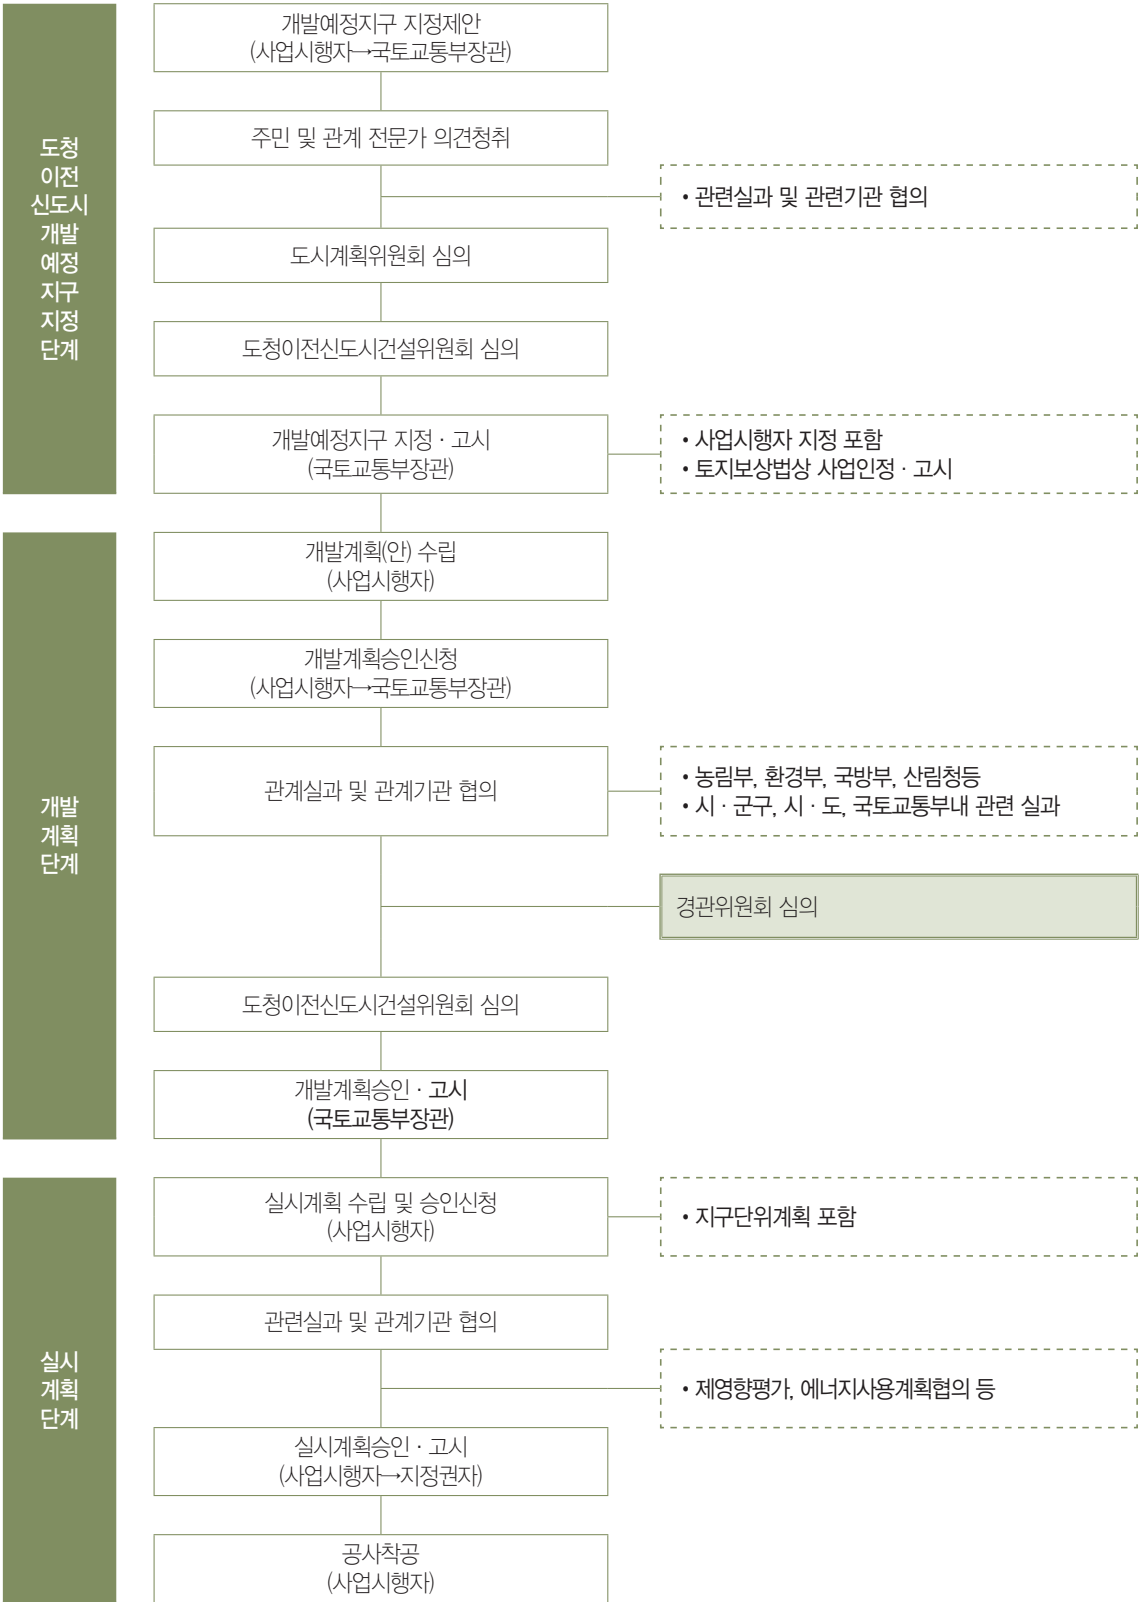 도청
이전
신도시
개발
예정
지구
지정
단계
개발예정지구 지정제안
(사업시행자→국토교통부장관)
주민 및 관계 전문가 의견청취
• 관련실과 및 관련기관 협의
도시계획위원회 심의
도청이전신도시건설위원회 심의
개발예정지구 지정 · 고시
(국토교통부장관)
• 사업시행자 지정 포함
• 토지보상법상 사업인정 · 고시
개발
계획
단계
개발계획(안) 수립
(사업시행자)
개발계획승인신청
(사업시행자→국토교통부장관)
관계실과 및 관계기관 협의
• 농림부, 환경부, 국방부, 산림청등
• 시 · 군구, 시 · 도, 국토교통부내 관련 실과
경관위원회 심의
도청이전신도시건설위원회 심의
개발계획승인 · 고시
(국토교통부장관)
실시
계획
단계
실시계획 수립 및 승인신청
(사업시행자)
• 지구단위계획 포함
관련실과 및 관계기관 협의
• 제영향평가, 에너지사용계획협의 등
실시계획승인 · 고시
(사업시행자→지정권자)
공사착공
(사업시행자)